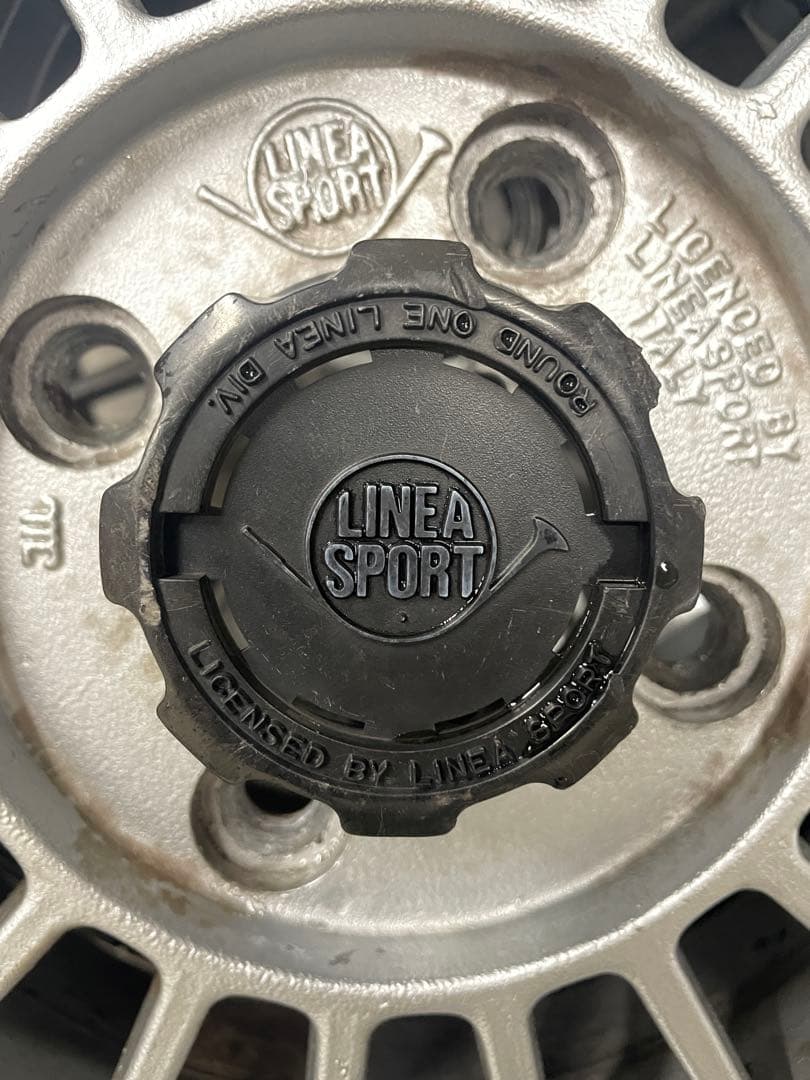 LINEA
SPORT
LICENCED BY
LINEASPORT
ITALY
ROUND ONE LINEA DIV.
LINEA
SPORT
LICENSED BY LINEA SPORT